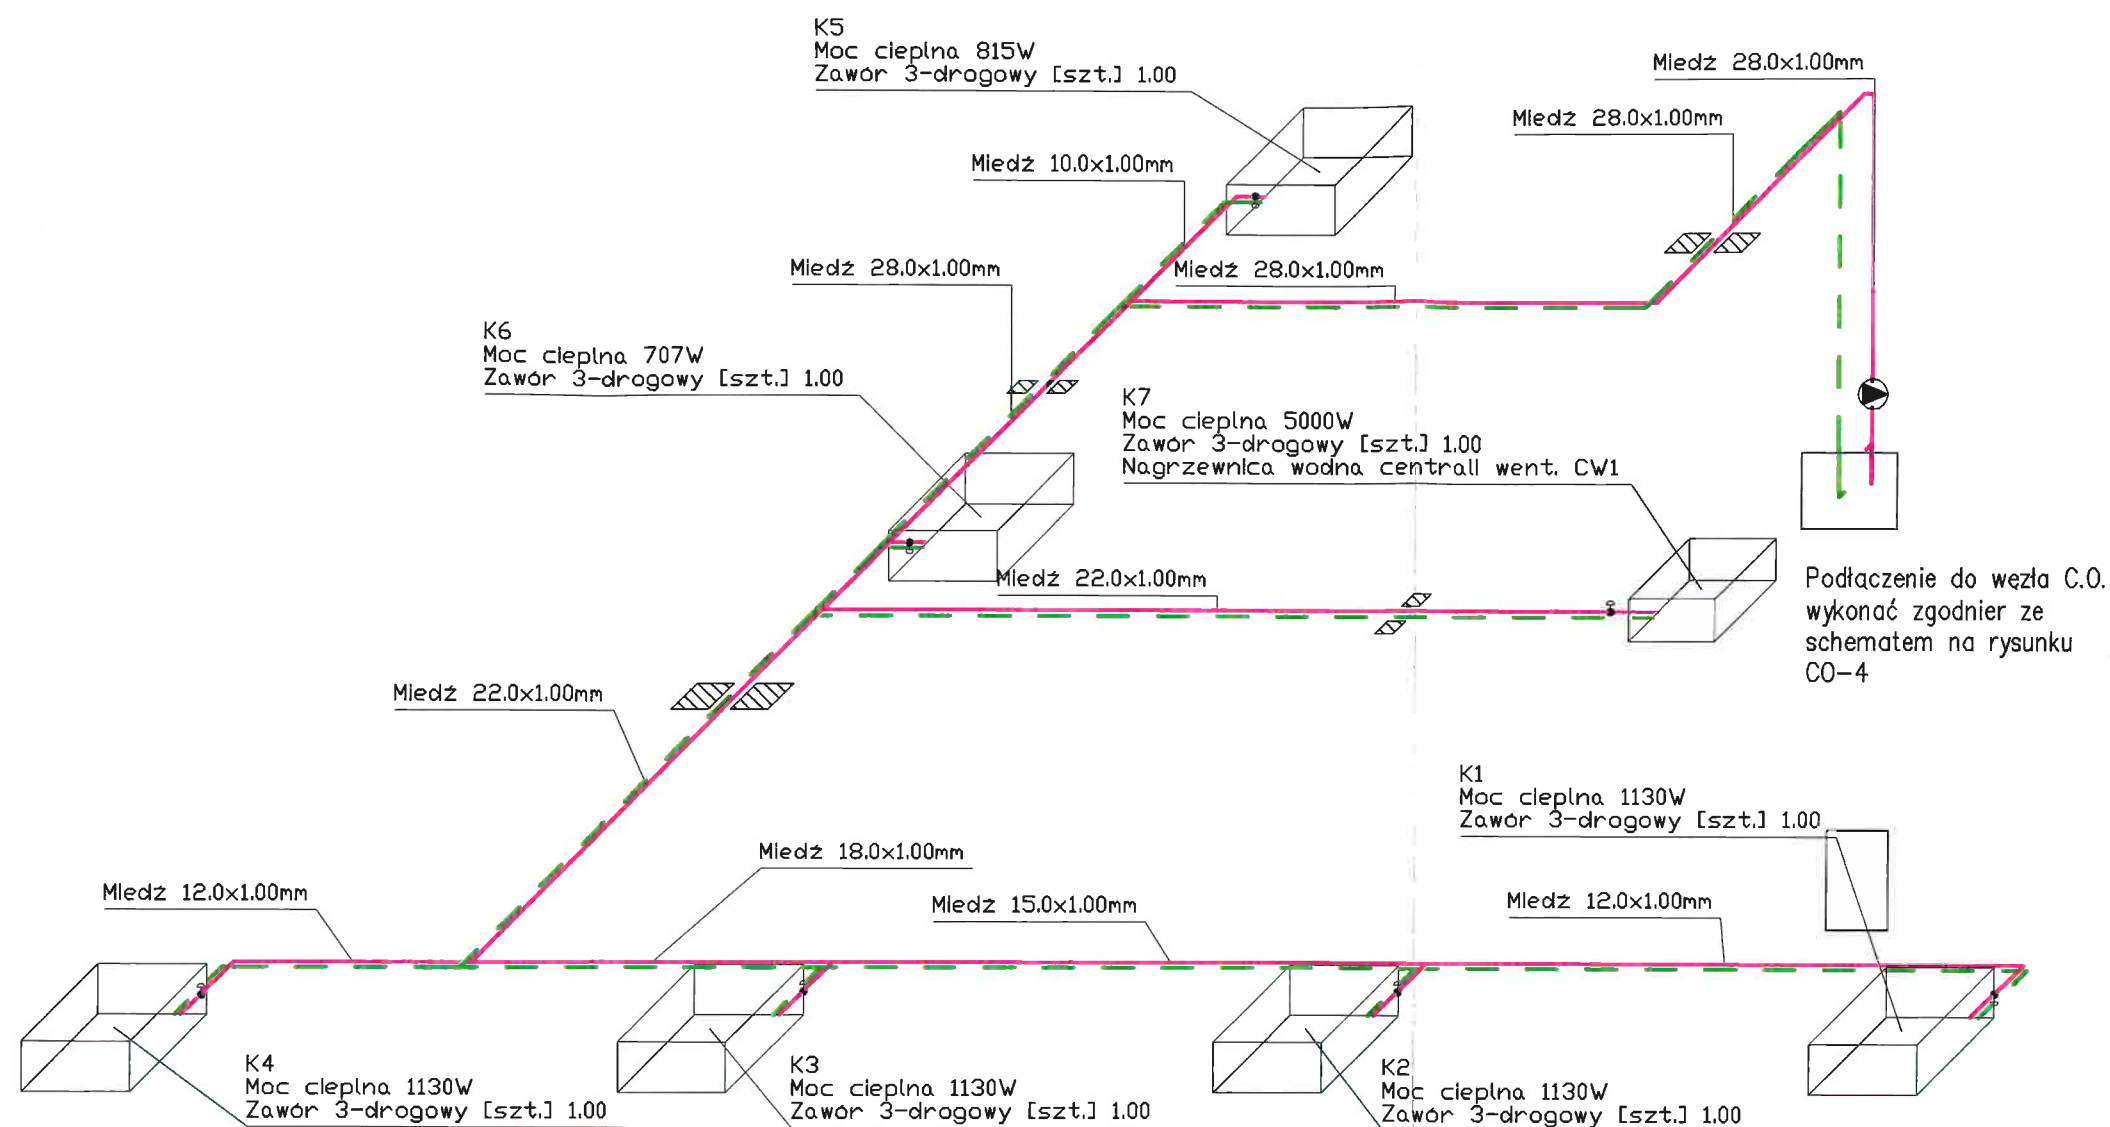 K5
Moc cieplna 815W
Zawór 3-drogowy [szt.] 1.00
Miedź 28.0x1.00mm
Miedź 28.0x1.00mm
Miedź 10.0x1.00mm
Miedź 28.0x1.00mm
Miedź 28.0x1.00mm
K6
Moc cieplna 707W
Zawór 3-drogowy [szt.] 1.00
K7
Moc cieplna 5000W
Zawór 3-drogowy [szt.] 1.00
Nagrzewnica wodna centrali went. CW1
Miedź 22.0x1.00mm
Podłączenie do węzła C.O.
wykonać zgodnier ze
schematem na rysunku
CO-4
Miedź 22.0x1.00mm
K1
Moc cieplna 1130W
Zawór 3-drogowy [szt.] 1.00
Miedź 18.0x1.00mm
Miedź 12.0x1.00mm
Miedź 15.0x1.00mm
Miedź 12.0x1.00mm
K4
Moc cieplna 1130W
Zawór 3-drogowy [szt.] 1.00
K3
Moc cieplna 1130W
Zawór 3-drogowy [szt.] 1.00
K2
Moc cieplna 1130W
Zawór 3-drogowy [szt.] 1.00